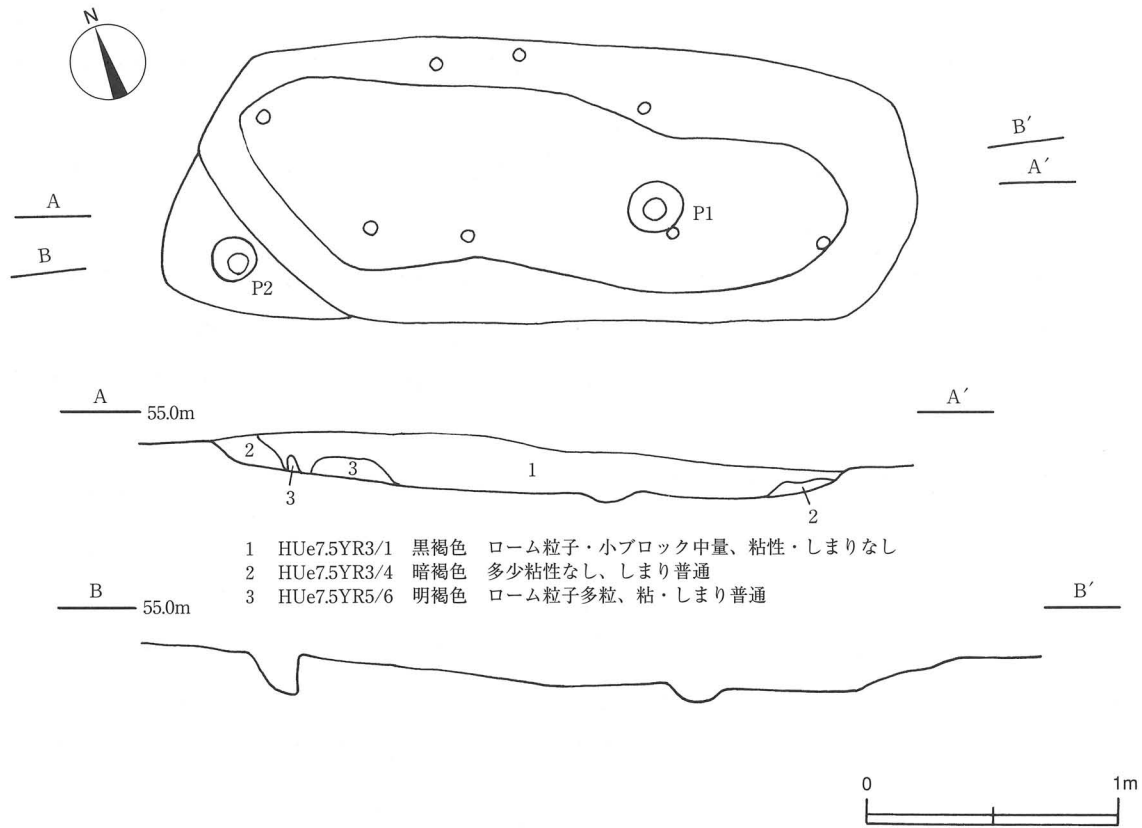 N
B′
A′
A
B
P1
P2
A
55.0m
A′
2
3
3
1
2
1 HUe7.5YR3/1 黒褐色 ローム粒子・小ブロック中量、粘性・しまりなし
2 HUe7.5YR3/4 暗褐色 多少粘性なし、しまり普通
3 HUe7.5YR5/6 明褐色 ローム粒子多粒、粘・しまり普通
B
55.0m
B′
0
1m